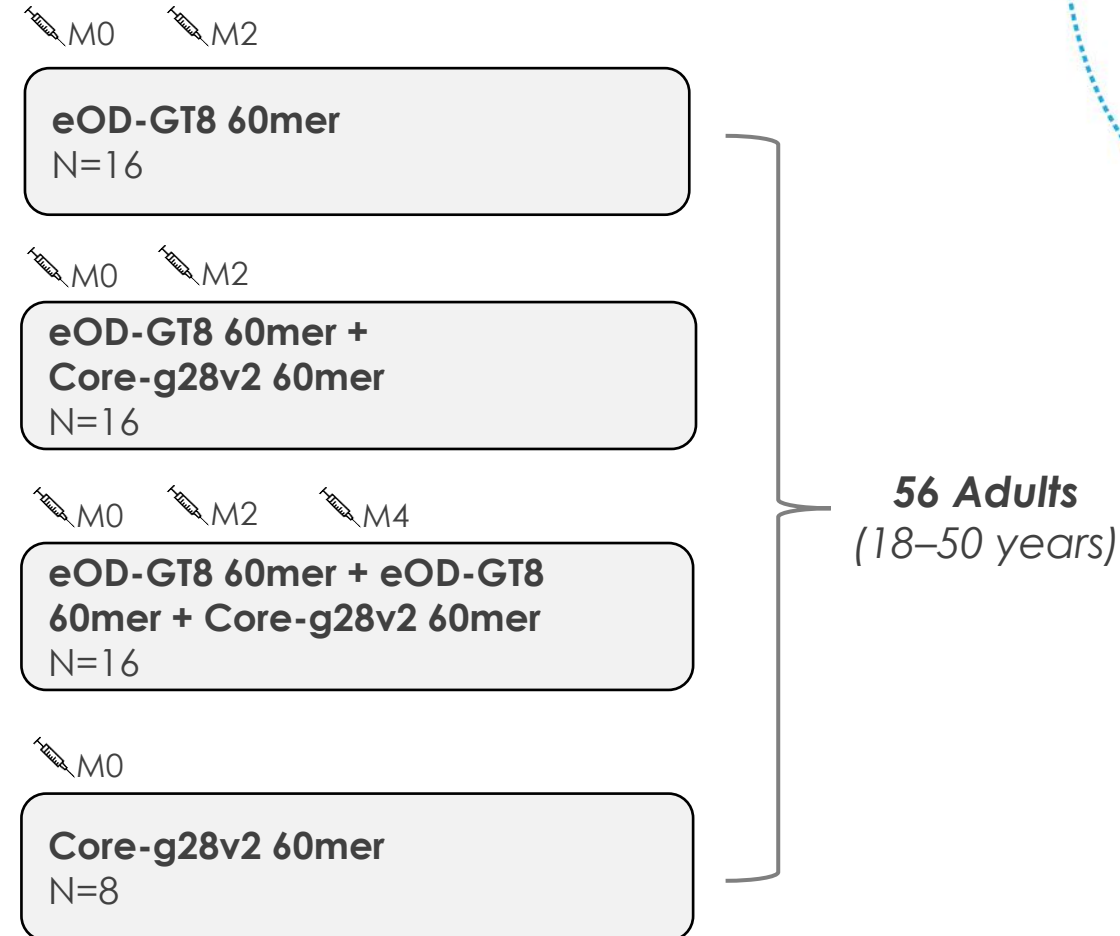 M0 M2
eOD-GT8 60mer
N=16
M0 M2
eOD-GT8 60mer +
Core-g28v2 60mer
N=16
M0 M2 M4
eOD-GT8 60mer + eOD-GT8
60mer + Core-g28v2 60mer
N=16
56 Adults
(18–50 years)
M0
Core-g28v2 60mer
N=8